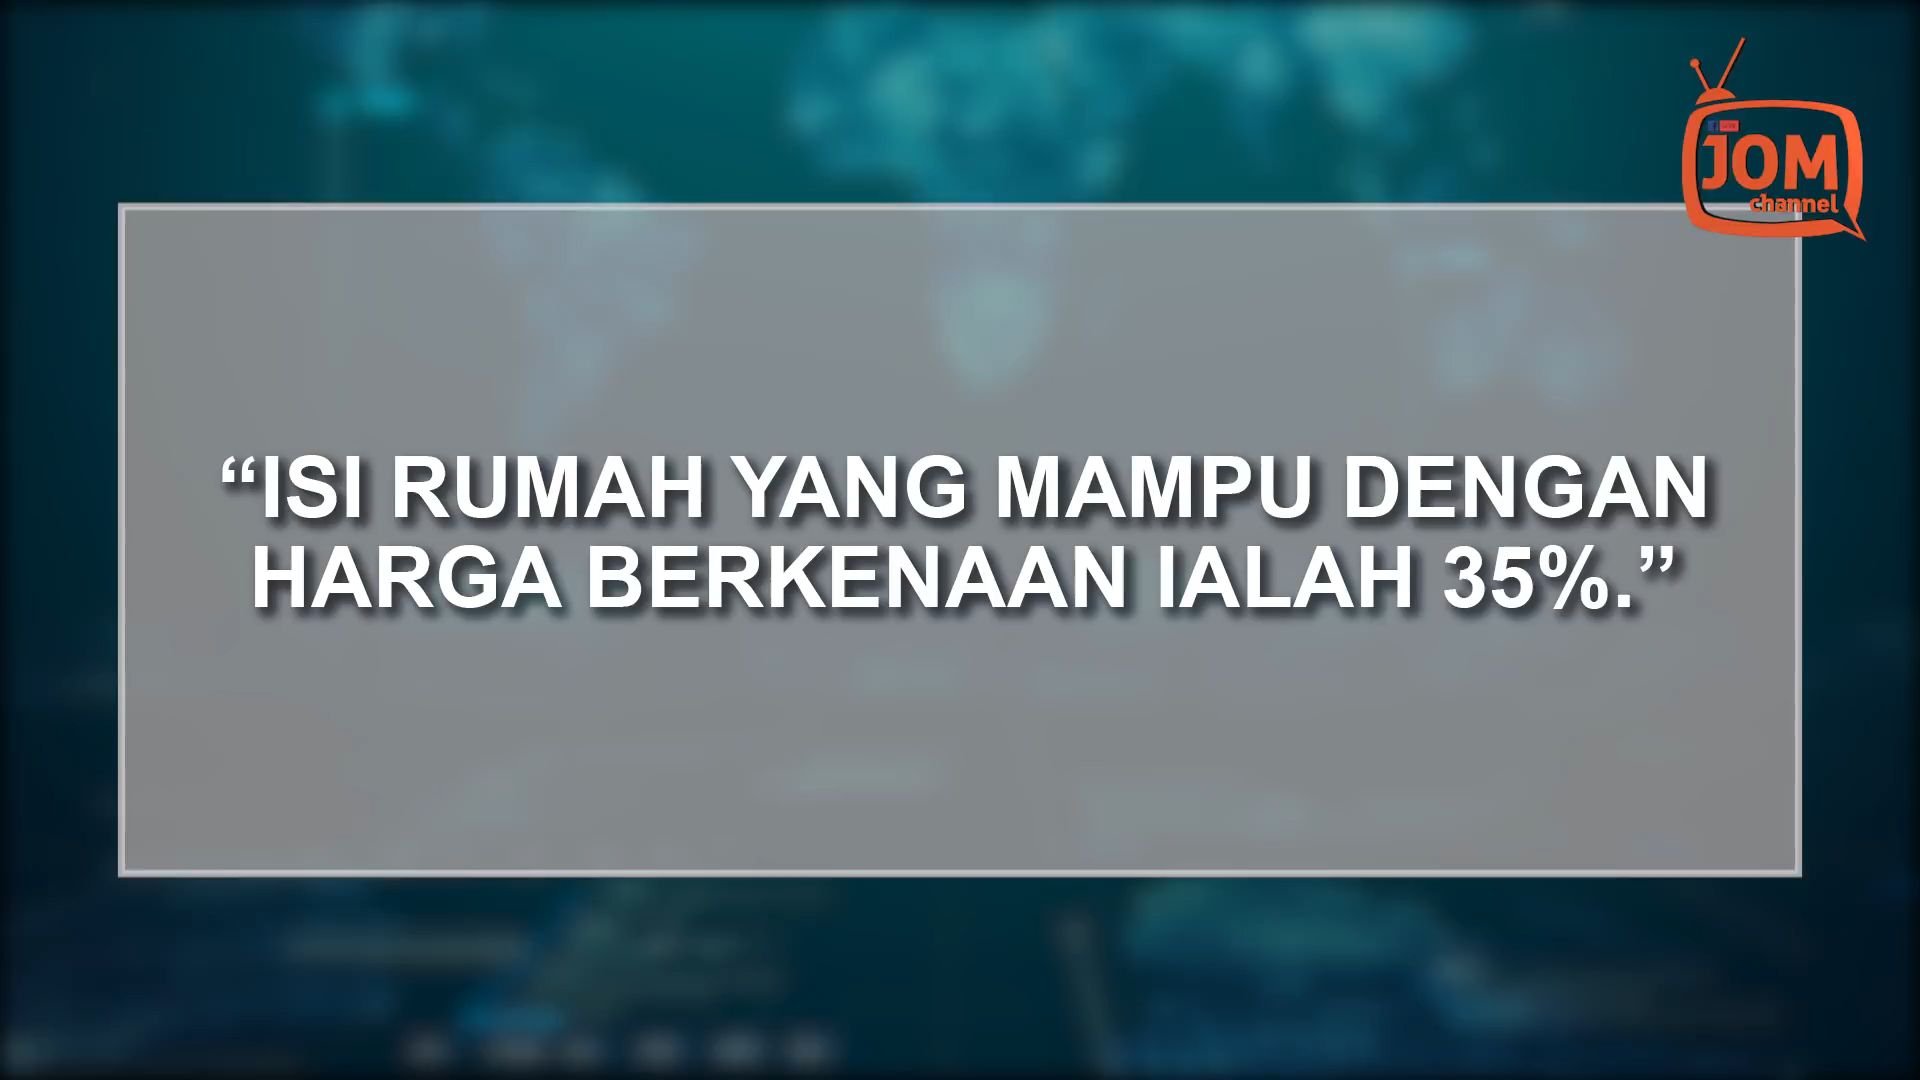 JOM
channel
“ISI RUMAH YANG MAMPU DENGAN
HARGA BERKENAAN IALAH 35%.”